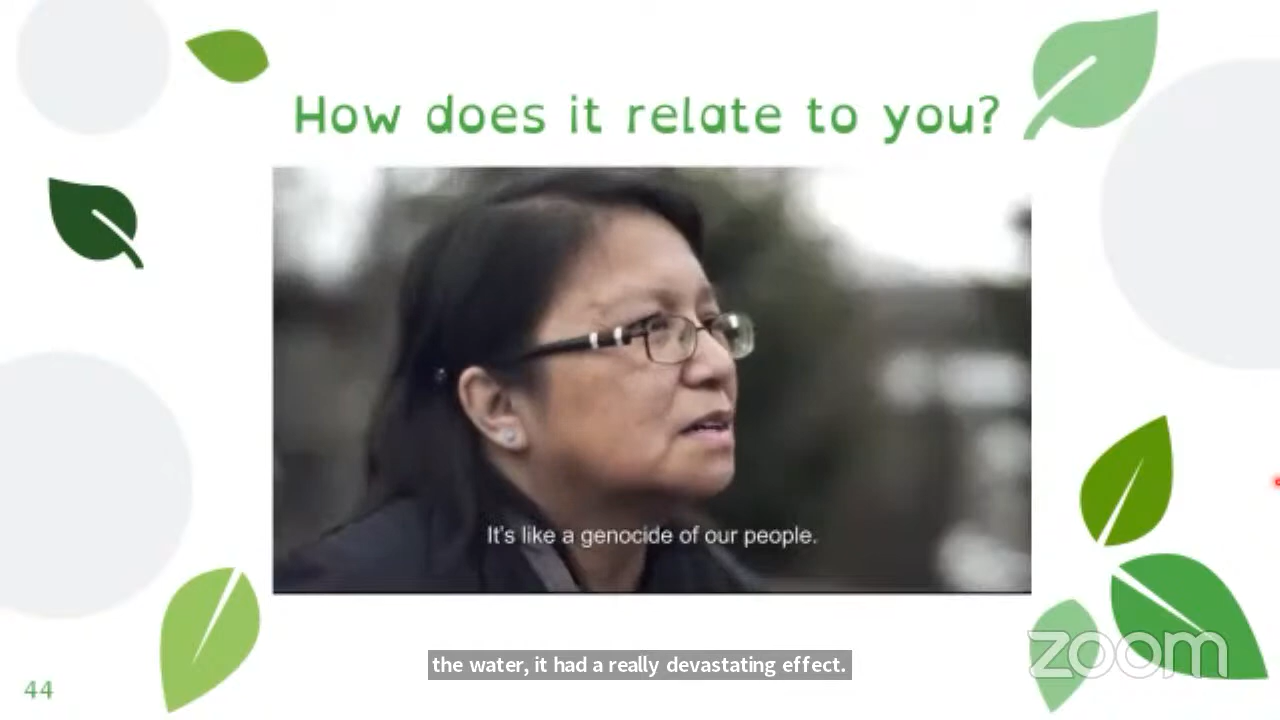 How does it relate to you?
It's like a genocide of our people.
the water, it had a really devastating effect.
zoom
44